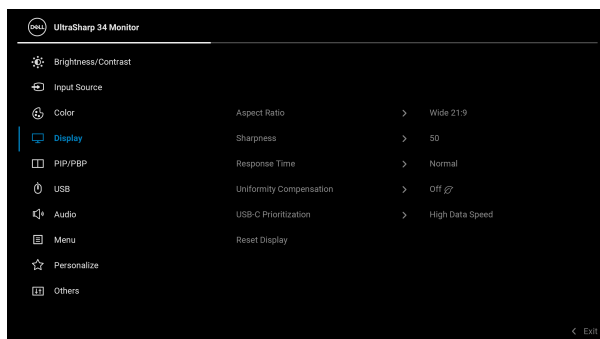 DELL UltraSharp 34 Monitor
Brightness/Contrast
Input Source
Color
Aspect Ratio Wide 21:9
Display
Sharpness 50
PIP/PBP
Response Time Normal
USB
Uniformity Compensation Off
Audio
USB-C Prioritization High Data Speed
Menu
Reset Display
Personalize
Others
Exit